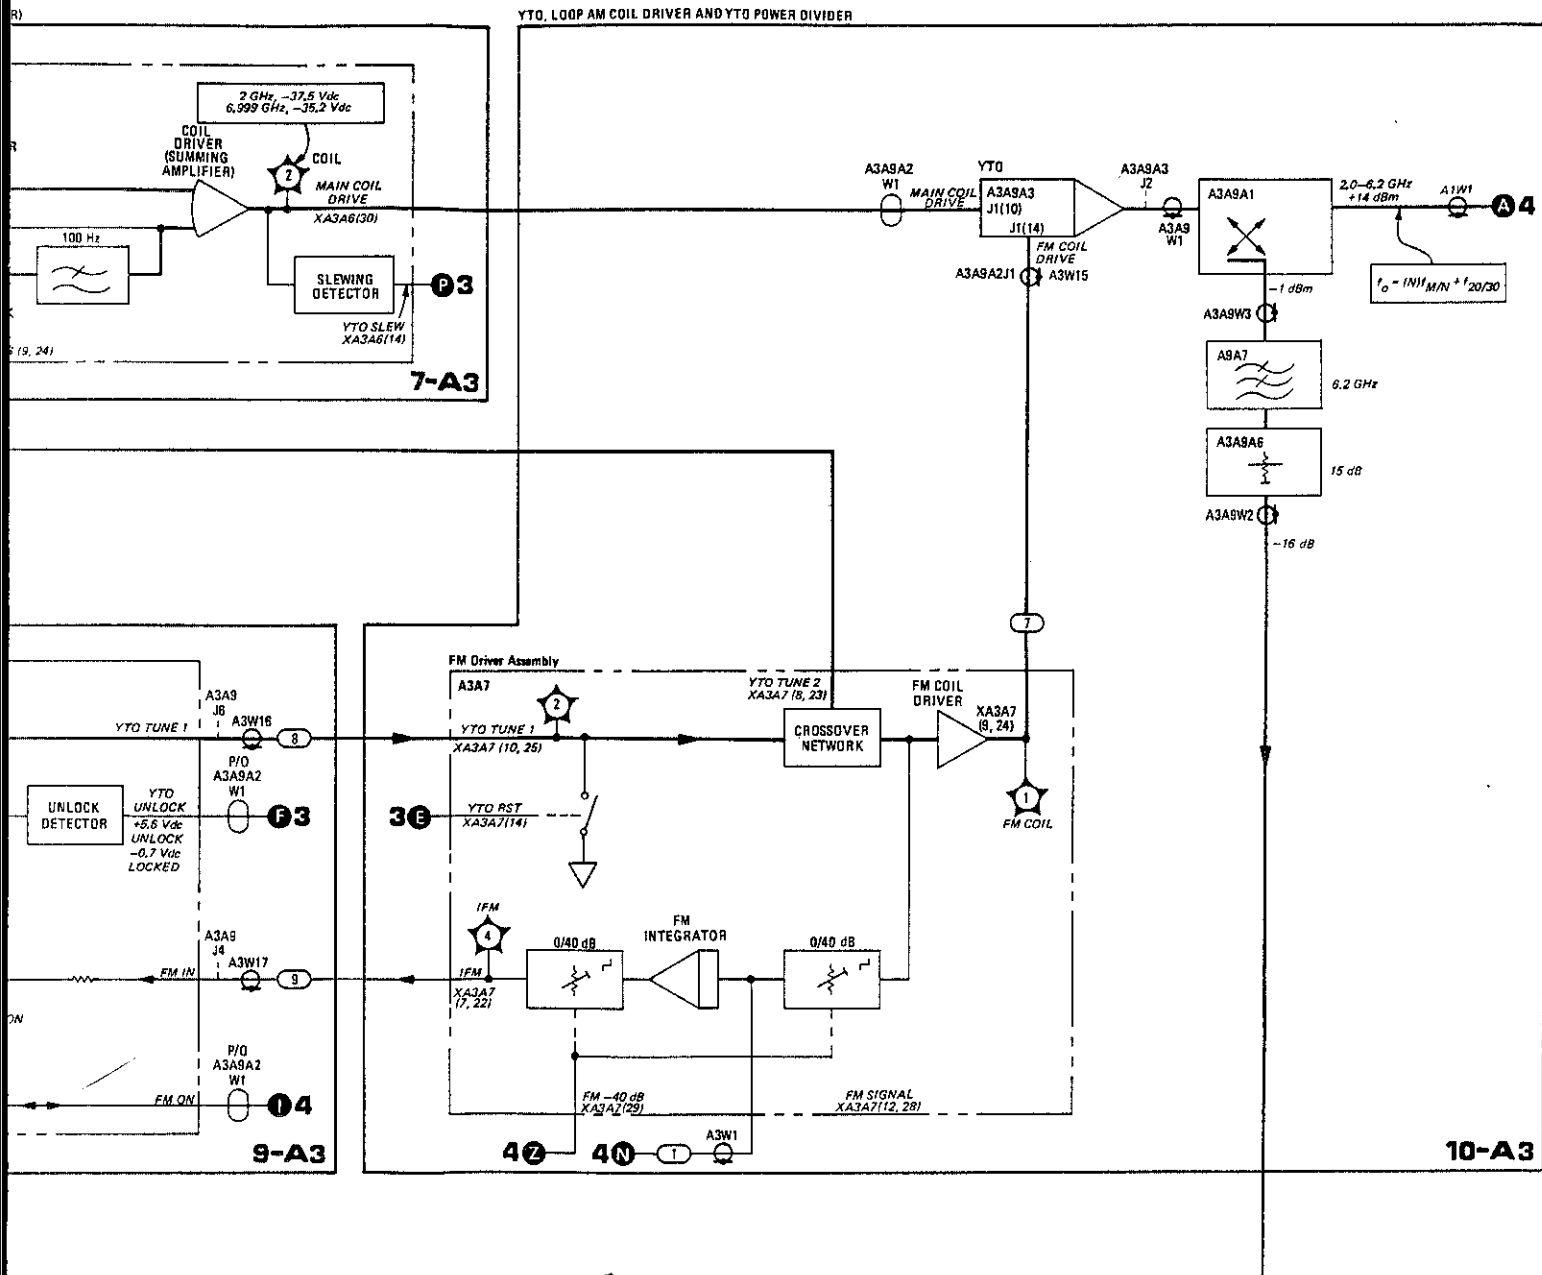 R)
YTO, LOOP AM COIL DRIVER AND YTO POWER DIVIDER
2 GHz, −37.5 Vdc
6.999 GHz, −35.2 Vdc
R
COIL
DRIVER
(SUMMING
AMPLIFIER)
2
COIL
MAIN COIL
DRIVE
XA3A6(30)
100 Hz
SLEWING
DETECTOR
P 3
YTO SLEW
XA3A6(14)
(9, 24)
7-A3
A3A9A2
W1
MAIN COIL
DRIVE
YTO
A3A9A3
J1(10)
J1(14)
FM COIL
DRIVE
A3A9A2J1
A3W15
A3A9A3
J2
A3A9
W1
A3A9A1
2.0–6.2 GHz
+14 dBm
A1W1
A 4
fo = (N)fM/N + f20/30
−1 dBm
A3A9W3
A9A7
6.2 GHz
A3A9A6
15 dB
A3A9W2
−16 dB
7
FM Driver Assembly
A3A7
2
YTO TUNE 2
XA3A7 (8, 23)
FM COIL
DRIVER
XA3A7
(9, 24)
A3A9
J6
YTO TUNE 1
A3W16
8
YTO TUNE 1
XA3A7 (10, 25)
CROSSOVER
NETWORK
P/O
A3A9A2
W1
UNLOCK
DETECTOR
YTO
UNLOCK
+5.6 Vdc
UNLOCK
−0.7 Vdc
LOCKED
F 3
3 E
YTO RST
XA3A7(14)
1
FM COIL
IFM
4
FM
INTEGRATOR
0/40 dB
0/40 dB
A3A9
J4
FM IN
A3W17
9
IFM
XA3A7
(7, 22)
ON
P/O
A3A9A2
W1
FM ON
I 4
FM −40 dB
XA3A7(29)
FM SIGNAL
XA3A7(12, 28)
9-A3
4 Z
4 N
A3W1
10-A3